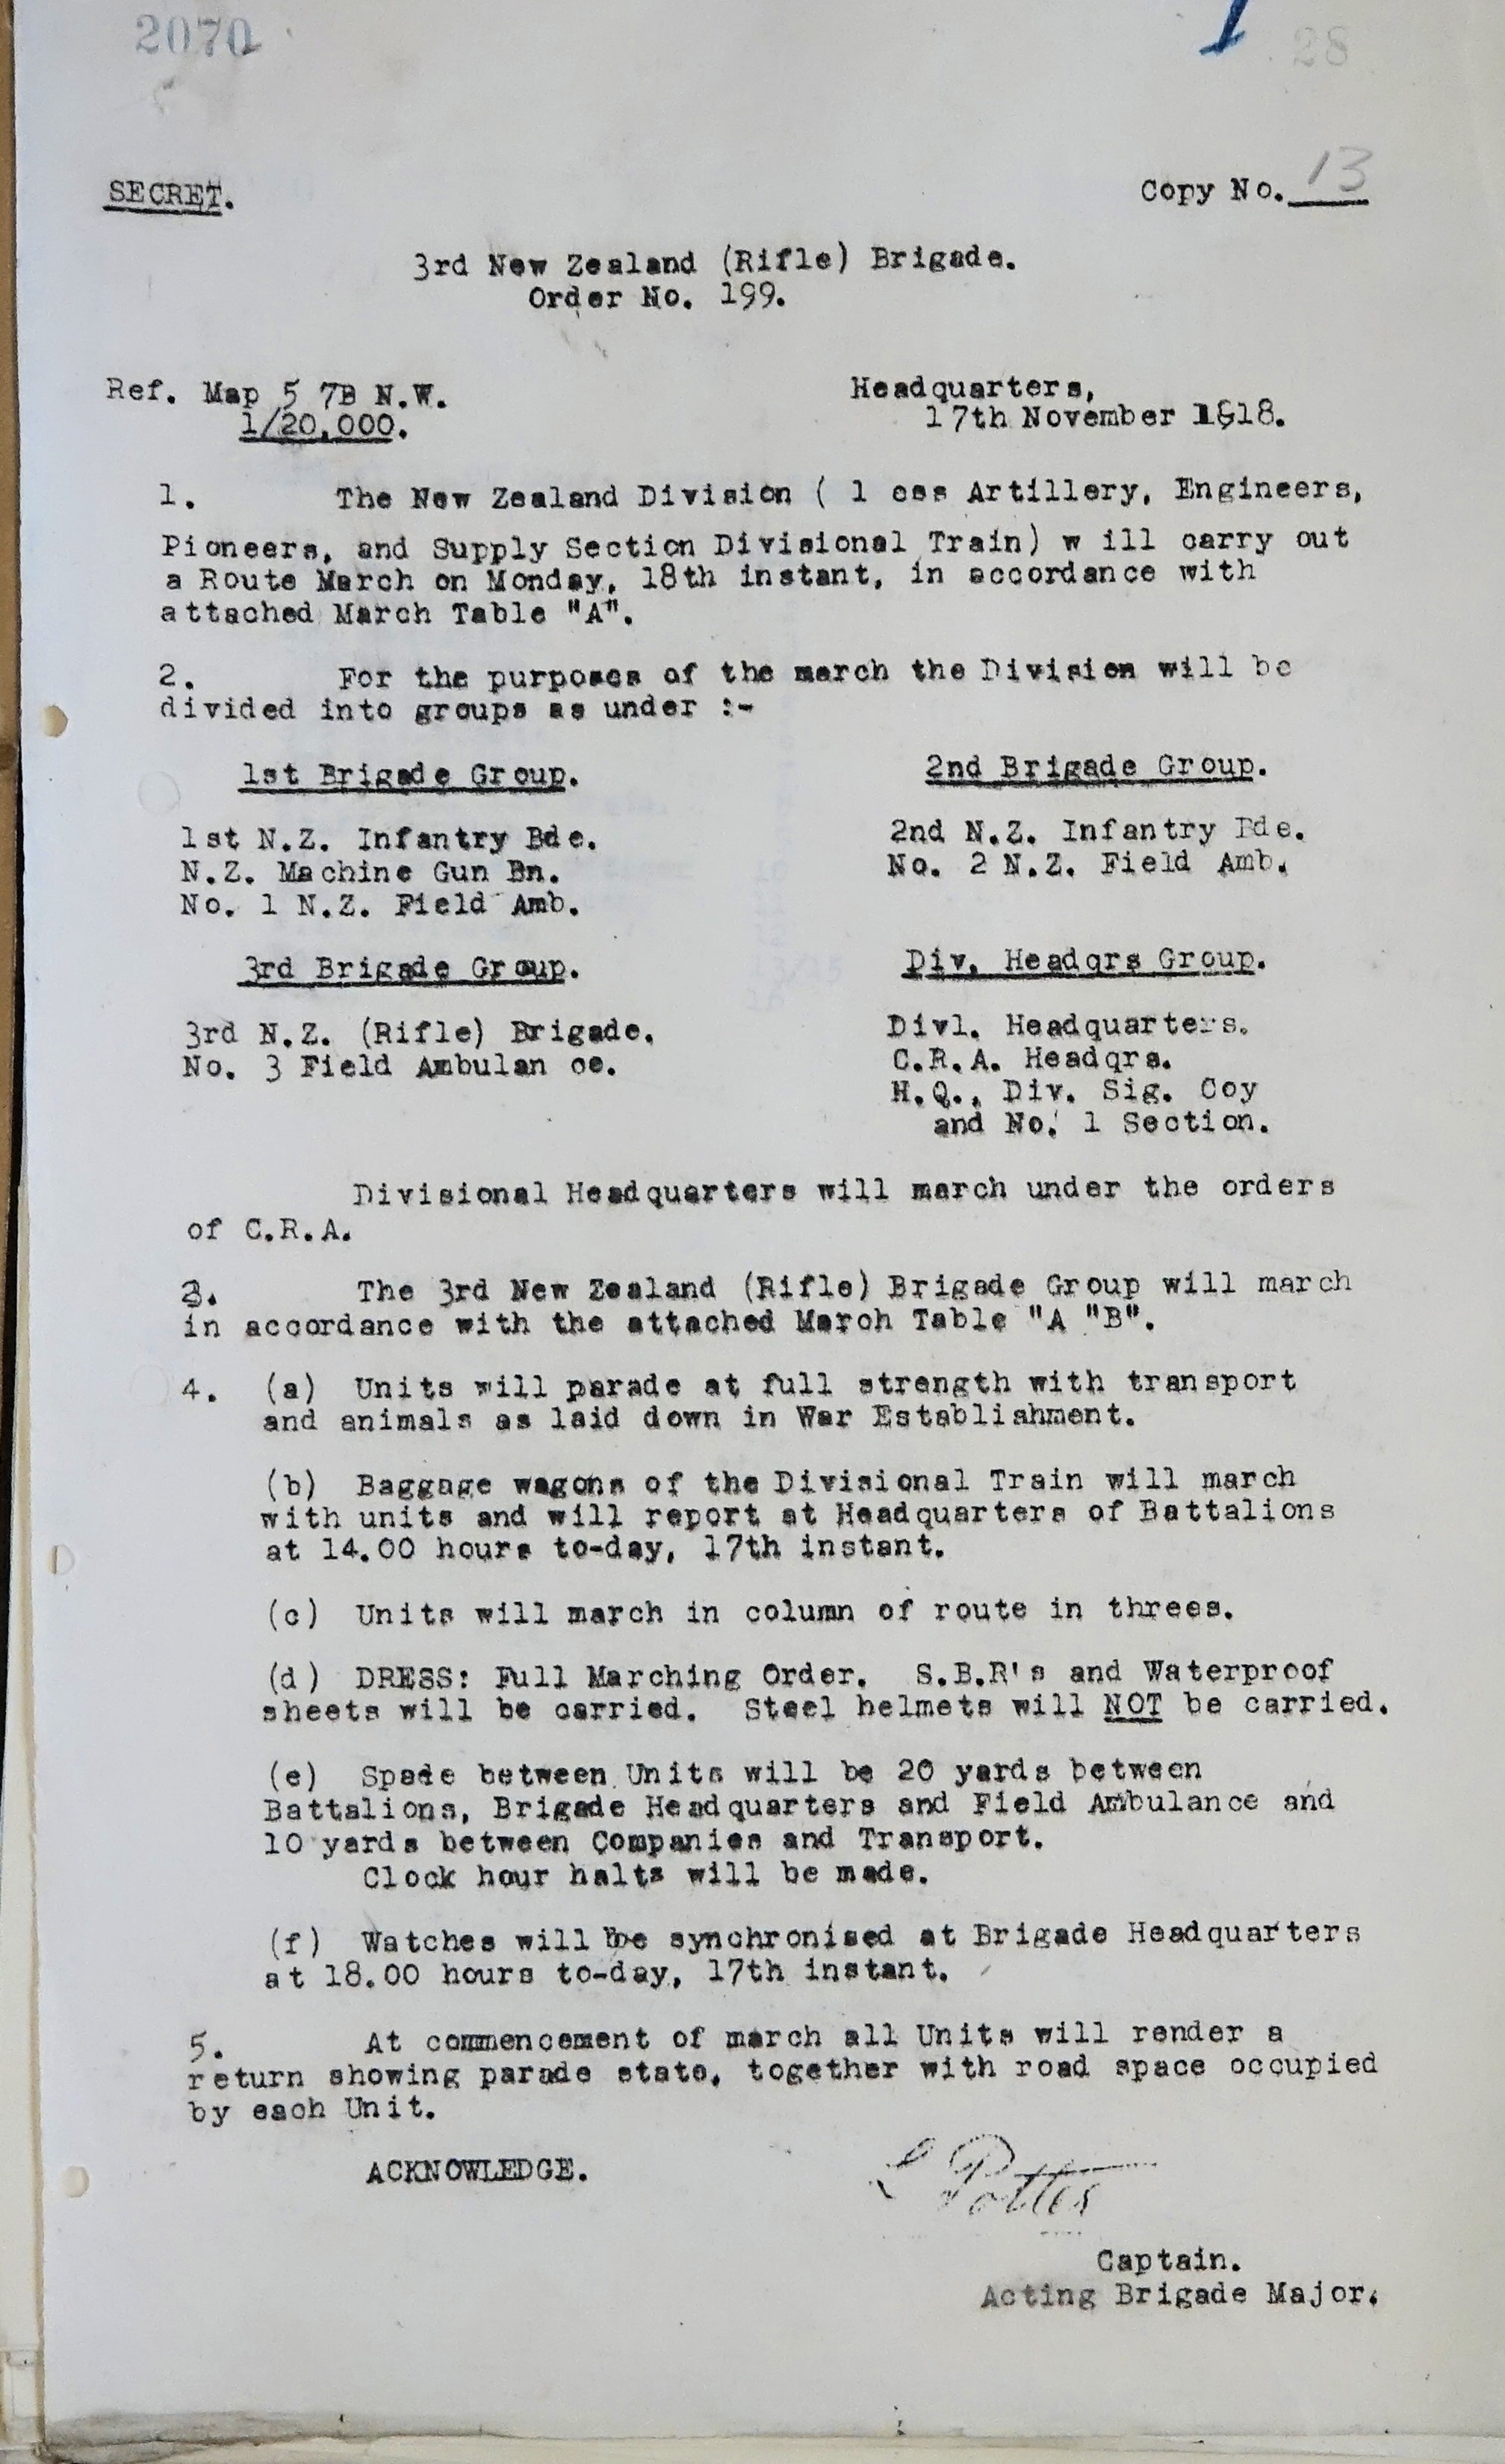 2070
28
SECRET.
Copy No. 13
3rd New Zealand (Rifle) Brigade.
Order No. 199.
Ref. Map 5 7B N.W.
1/20,000.
Headquarters,
17th November 1918.
1. The New Zealand Division ( l ess Artillery, Engineers,
Pioneers, and Supply Section Divisional Train) w ill carry out
a Route March on Monday, 18th instant, in accordance with
attached March Table "A".
2. For the purposes of the march the Division will be
divided into groups as under :-
1st Brigade Group.
1st N.Z. Infantry Bde.
N.Z. Machine Gun Bn.
No. 1 N.Z. Field Amb.
2nd Brigade Group.
2nd N.Z. Infantry Bde.
No. 2 N.Z. Field Amb.
3rd Brigade Group.
3rd N.Z. (Rifle) Brigade.
No. 3 Field Ambulan ce.
Div. Headqrs Group.
Divl. Headquarters.
C.R.A. Headqrs.
H.Q., Div. Sig. Coy
and No. 1 Section.
Divisional Headquarters will march under the orders
of C.R.A.
3. The 3rd New Zealand (Rifle) Brigade Group will march
in accordance with the attached March Table "A "B".
4. (a) Units will parade at full strength with transport
and animals as laid down in War Establishment.
(b) Baggage wagons of the Divisional Train will march
with units and will report at Headquarters of Battalions
at 14.00 hours to-day, 17th instant.
(c) Units will march in column of route in threes.
(d) DRESS: Full Marching Order. S.B.R's and Waterproof
sheets will be carried. Steel helmets will NOT be carried.
(e) Spade between Units will be 20 yards between
Battalions, Brigade Headquarters and Field Ambulance and
10 yards between Companies and Transport.
Clock hour halts will be made.
(f) Watches will be synchronised at Brigade Headquarters
at 18.00 hours to-day, 17th instant.
5. At commencement of march all Units will render a
return showing parade state, together with road space occupied
by each Unit.
ACKNOWLEDGE.
Captain.
Acting Brigade Major.